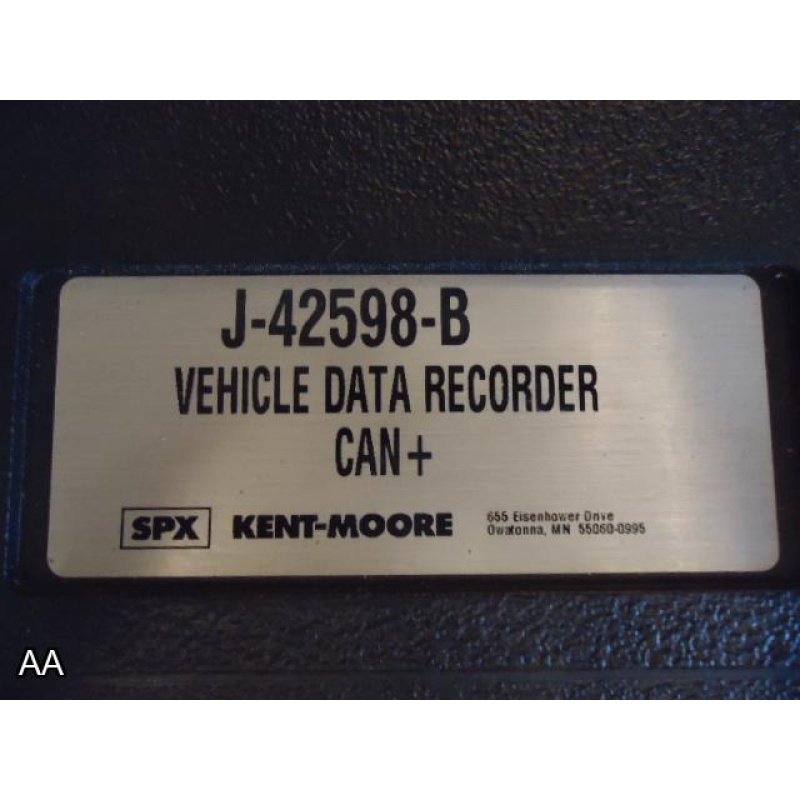 J-42598-B
VEHICLE DATA RECORDER
CAN+
SPX KENT-MOORE
655 Eisenhower Drive
Owatonna, MN 55060-0995
AA